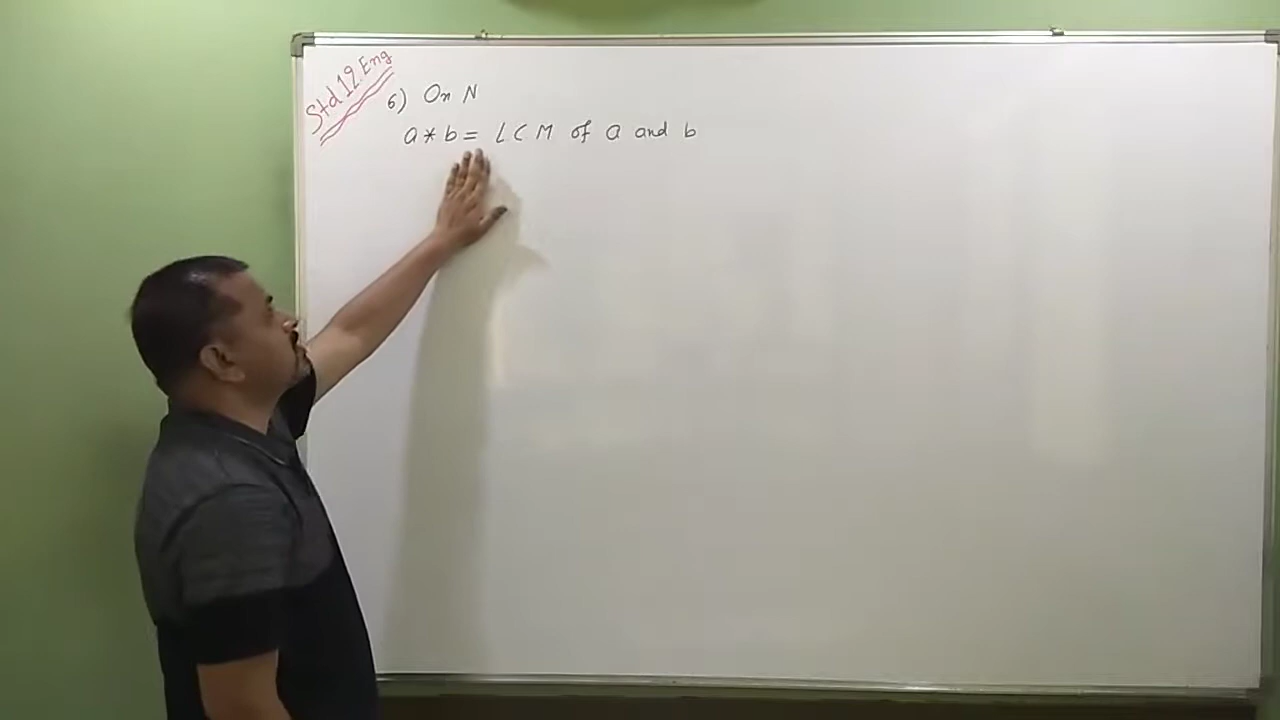 Std 12 Eng
6) On N
a * b = LCM of a and b